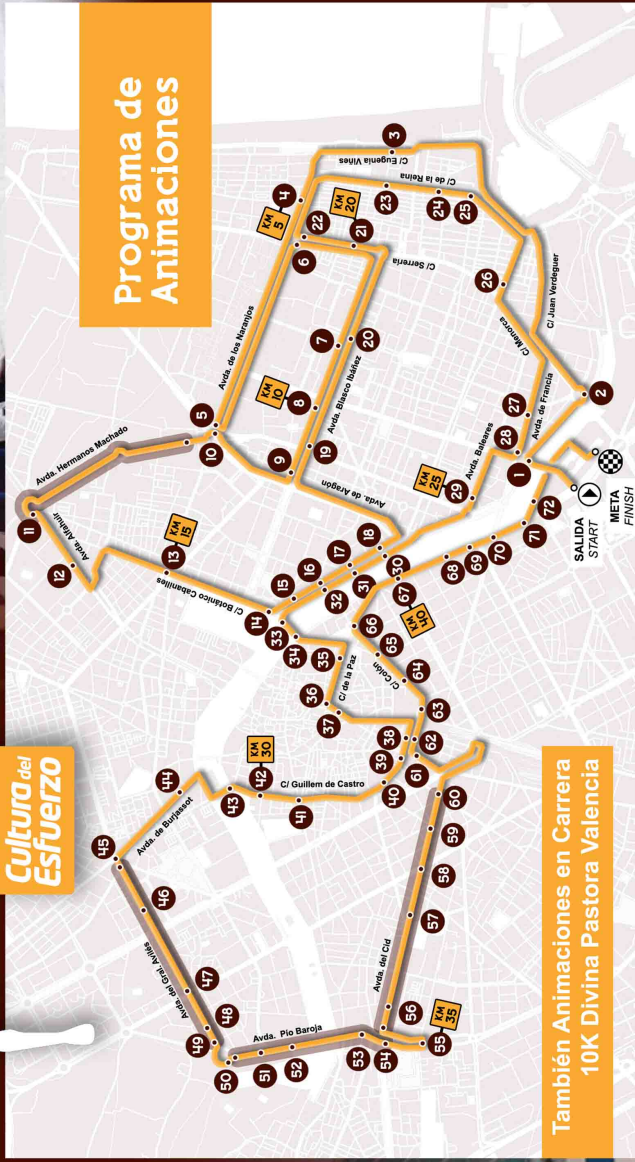 Cultura del
Esfuerzo
Programa de
Animaciones
Avda. Hermanos Machado
Avda. Alfahuir
C/ Botánico Cabanilles
Avda. de los Naranjos
C/ Eugenia Viñes
C/ de la Reina
C/ Serrería
Avda. Blasco Ibáñez
Avda. de Aragón
C/ Juan Verdeguer
C/ Menorca
Avda. de Francia
Avda. Baleares
C/ de la Paz
C/ Colón
C/ Guillem de Castro
Avda. de Burjassot
Avda. del Gral. Avilés
Avda. Pío Baroja
Avda. del Cid
KM
5
KM
10
KM
15
KM
20
KM
25
KM
30
KM
35
KM
40
1
2
3
4
5
6
7
8
9
10
11
12
13
14
15
16
17
18
19
20
21
22
23
24
25
26
27
28
29
30
31
32
33
34
35
36
37
38
39
40
41
42
43
44
45
46
47
48
49
50
51
52
53
54
55
56
57
58
59
60
61
62
63
64
65
66
67
68
69
70
71
72
SALIDA
START
META
FINISH
También Animaciones en Carrera
10K Divina Pastora Valencia